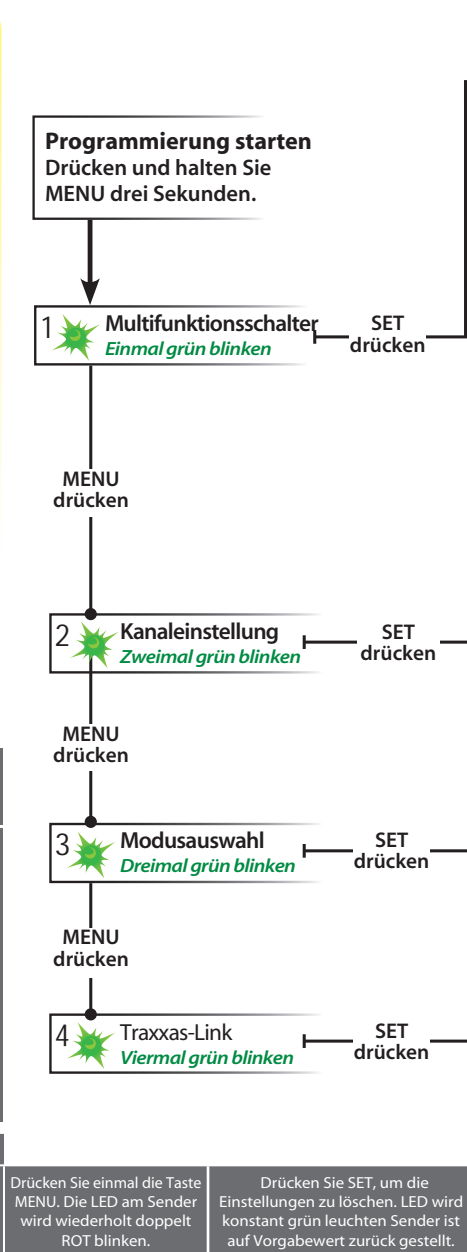 Programmierung starten
Drücken und halten Sie
MENU drei Sekunden.
1 Multifunktionsschalter
Einmal grün blinken
SET
drücken
MENU
drücken
2 Kanaleinstellung
Zweimal grün blinken
SET
drücken
MENU
drücken
3 Modusauswahl
Dreimal grün blinken
SET
drücken
MENU
drücken
4 Traxxas-Link
Viermal grün blinken
SET
drücken
Drücken Sie einmal die Taste
MENU. Die LED am Sender
wird wiederholt doppelt
ROT blinken.
Drücken Sie SET, um die
Einstellungen zu löschen. LED wird
konstant grün leuchten Sender ist
auf Vorgabewert zurück gestellt.